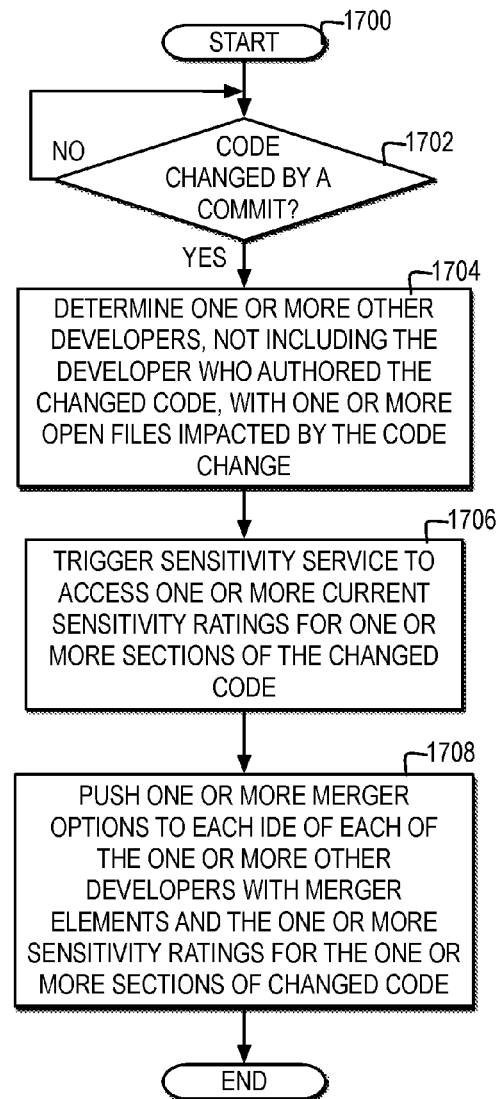 START
1700
CODE
CHANGED BY A
COMMIT?
1702
NO
YES
1704
DETERMINE ONE OR MORE OTHER
DEVELOPERS, NOT INCLUDING THE
DEVELOPER WHO AUTHORED THE
CHANGED CODE, WITH ONE OR MORE
OPEN FILES IMPACTED BY THE CODE
CHANGE
1706
TRIGGER SENSITIVITY SERVICE TO
ACCESS ONE OR MORE CURRENT
SENSITIVITY RATINGS FOR ONE OR
MORE SECTIONS OF THE CHANGED
CODE
1708
PUSH ONE OR MORE MERGER
OPTIONS TO EACH IDE OF EACH OF
THE ONE OR MORE OTHER
DEVELOPERS WITH MERGER
ELEMENTS AND THE ONE OR MORE
SENSITIVITY RATINGS FOR THE ONE OR
MORE SECTIONS OF CHANGED CODE
END